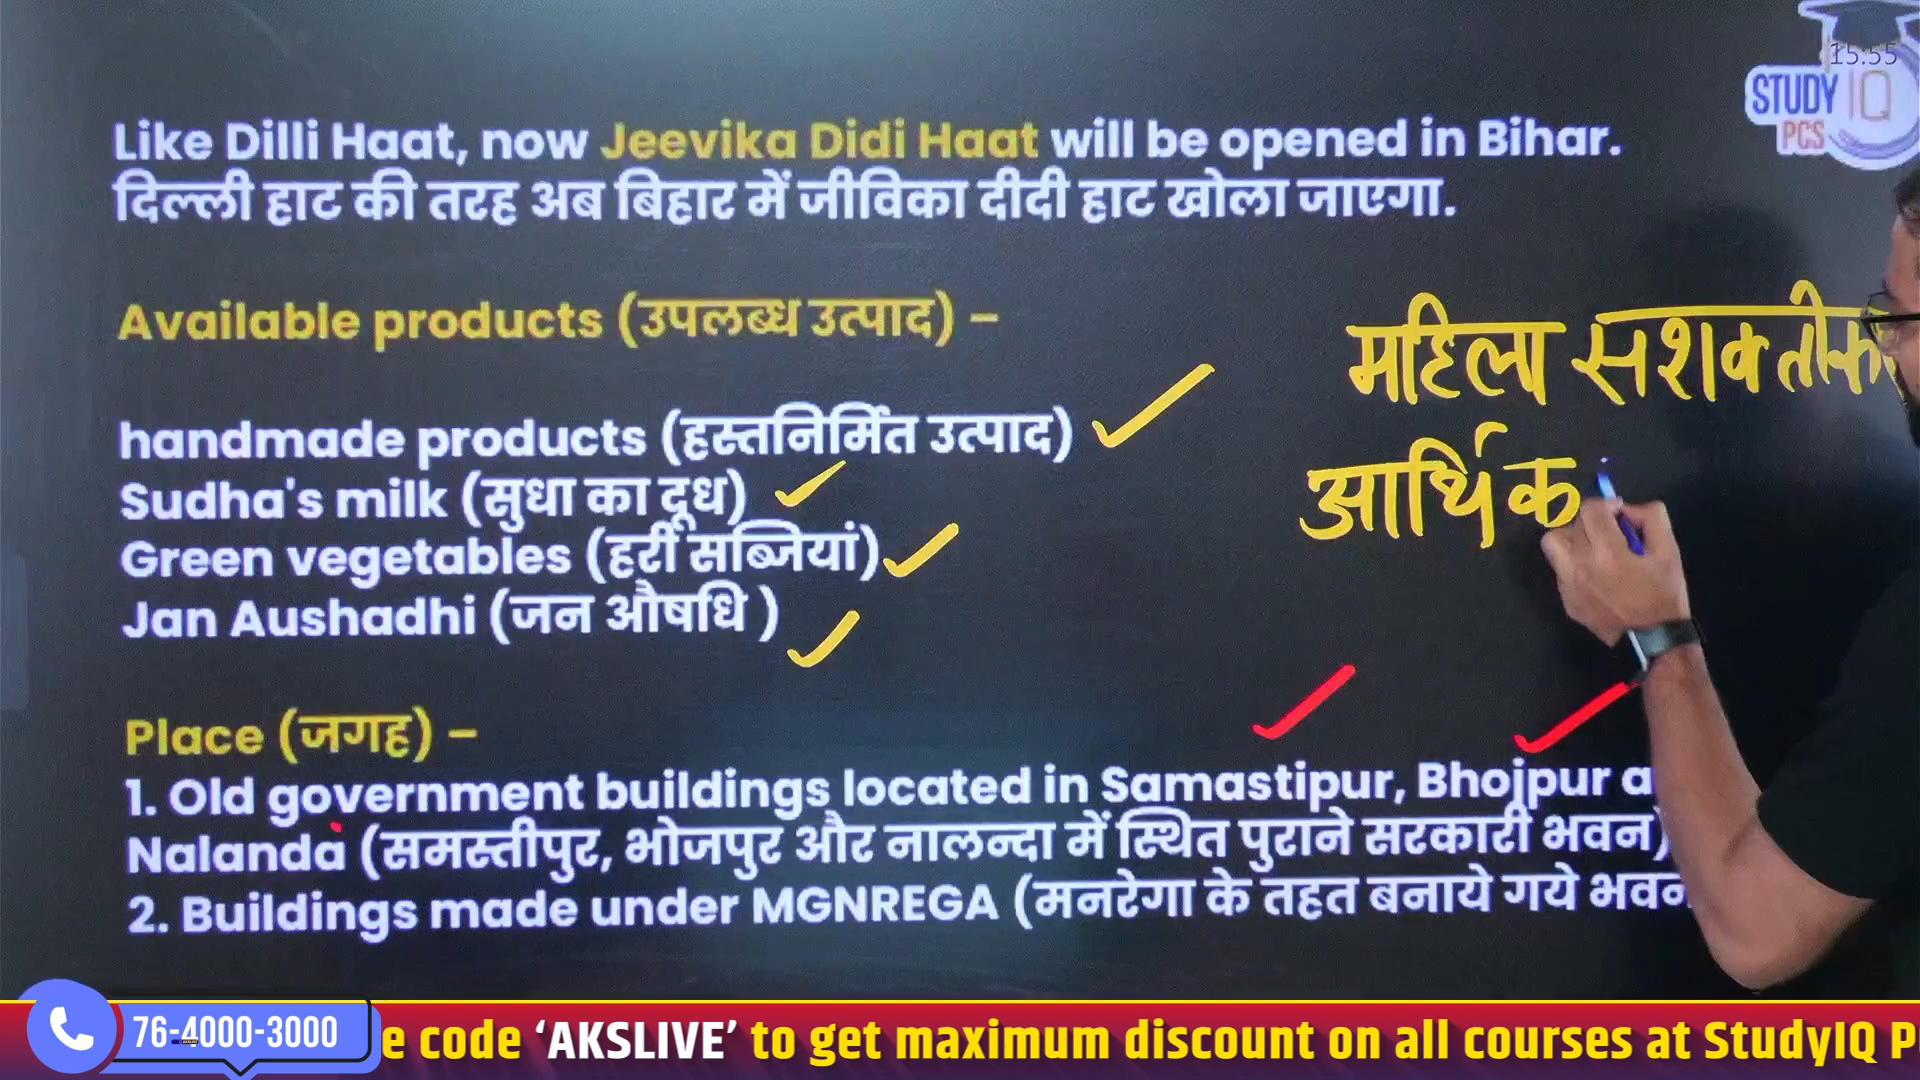 15:55
STUDY IQ
PCS
Like Dilli Haat, now Jeevika Didi Haat will be opened in Bihar.
दिल्ली हाट की तरह अब बिहार में जीविका दीदी हाट खोला जाएगा.
Available products (उपलब्ध उत्पाद) –
महिला सशक्तीक
handmade products (हस्तनिर्मित उत्पाद)
आर्थिक
Sudha's milk (सुधा का दूध)
Green vegetables (हरी सब्जियां)
Jan Aushadhi (जन औषधि )
Place (जगह) –
1. Old government buildings located in Samastipur, Bhojpur a
Nalanda (समस्तीपुर, भोजपुर और नालन्दा में स्थित पुराने सरकारी भवन)
2. Buildings made under MGNREGA (मनरेगा के तहत बनाये गये भवन
76-4000-3000
e code ‘AKSLIVE’ to get maximum discount on all courses at StudyIQ P